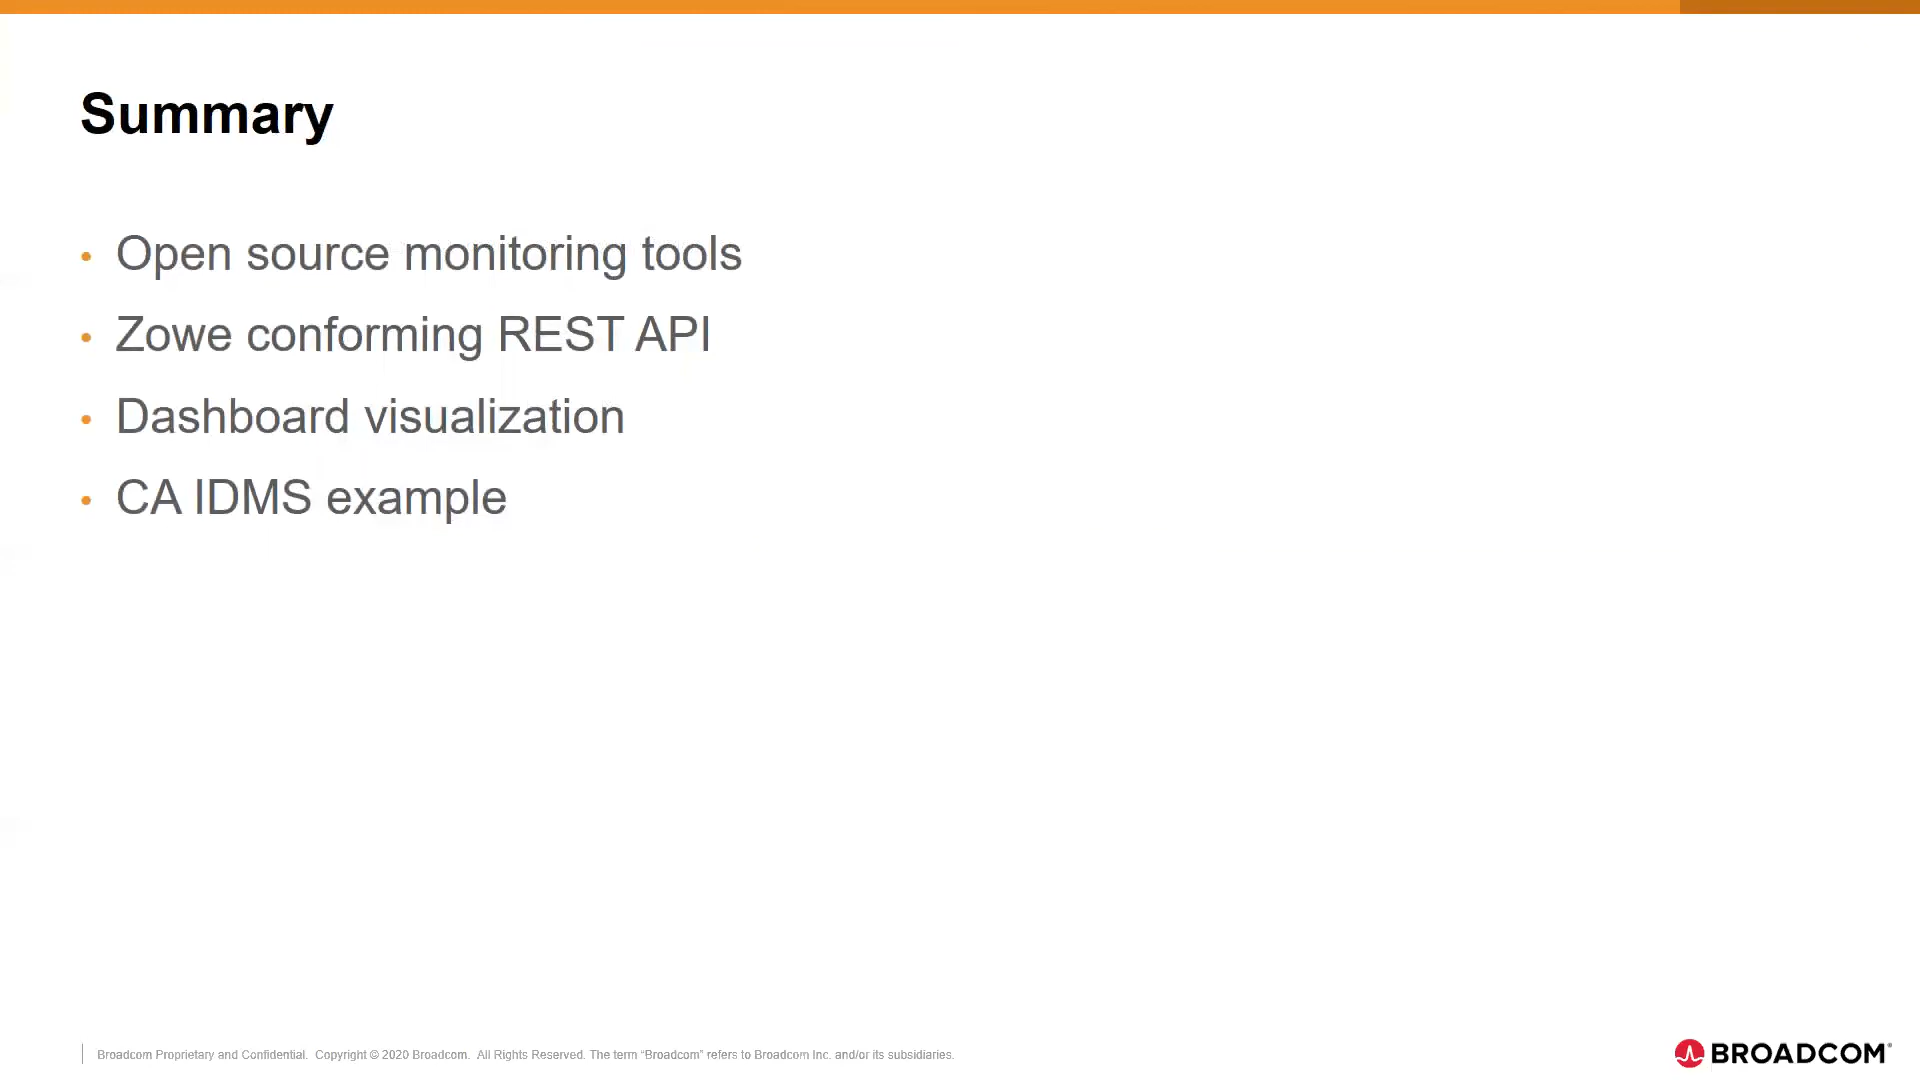 Summary
• Open source monitoring tools
• Zowe conforming REST API
• Dashboard visualization
• CA IDMS example
Broadcom Proprietary and Confidential. Copyright © 2020 Broadcom. All Rights Reserved. The term “Broadcom” refers to Broadcom Inc. and/or its subsidiaries.
BROADCOM®